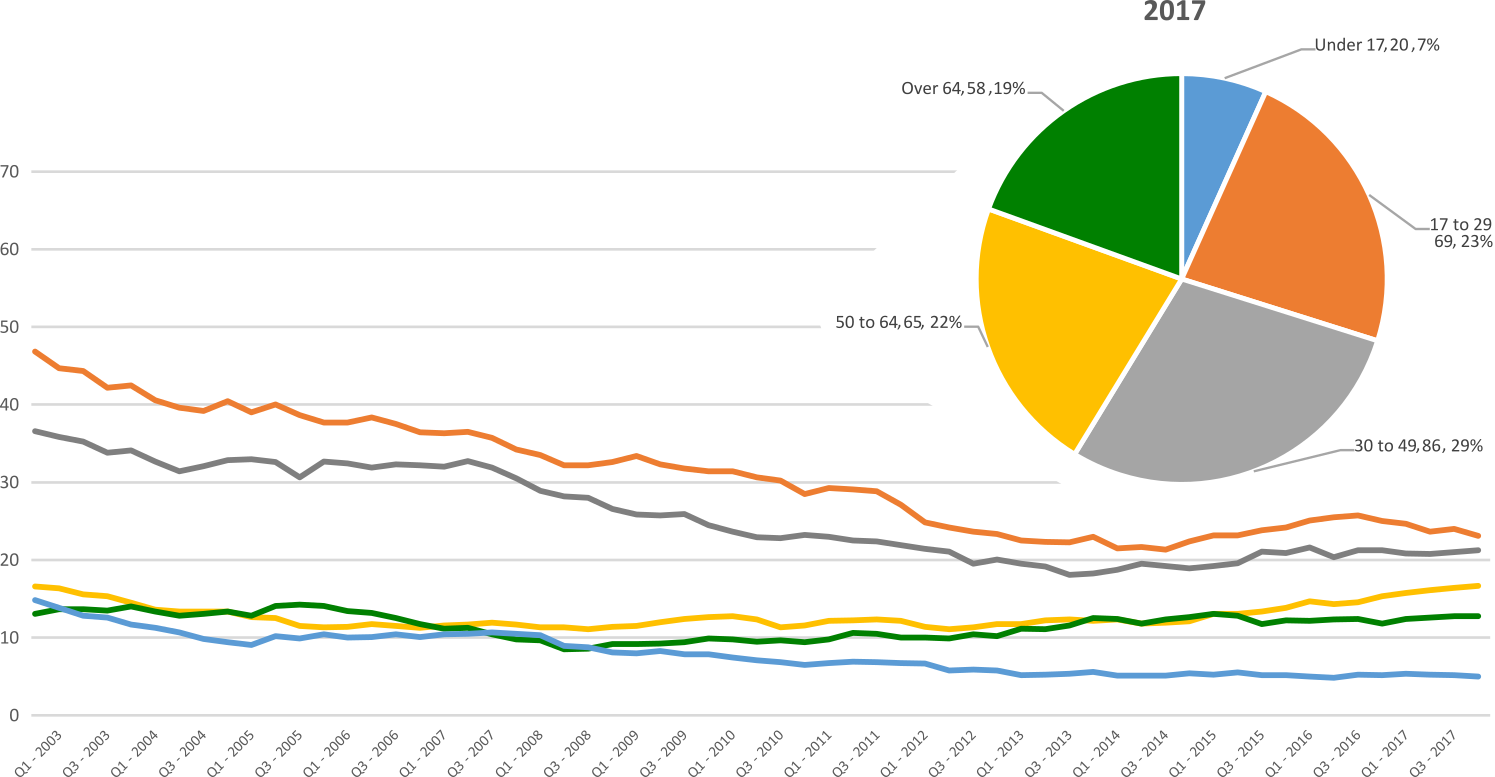 2017
Under 17, 20 ,7%
Over 64, 58 ,19%
70
17 to 29
69, 23%
60
50 to 64, 65, 22%
50
40
30 to 49, 86, 29%
30
20
10
0
Q1 - 2003
Q3 - 2003
Q1 - 2004
Q3 - 2004
Q1 - 2005
Q3 - 2005
Q1 - 2006
Q3 - 2006
Q1 - 2007
Q3 - 2007
Q1 - 2008
Q3 - 2008
Q1 - 2009
Q3 - 2009
Q1 - 2010
Q3 - 2010
Q1 - 2011
Q3 - 2011
Q1 - 2012
Q3 - 2012
Q1 - 2013
Q3 - 2013
Q1 - 2014
Q3 - 2014
Q1 - 2015
Q3 - 2015
Q1 - 2016
Q3 - 2016
Q1 - 2017
Q3 - 2017